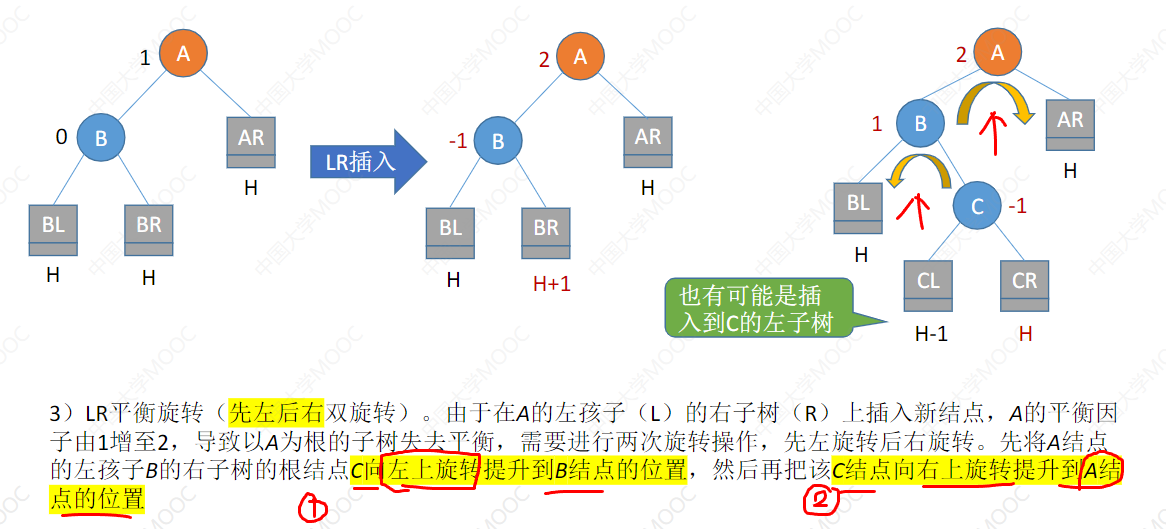 1
A
0
B
AR
H
BL
BR
H
H
LR插入
2
A
-1
B
AR
H
BL
BR
H
H+1
2
A
1
B
AR
H
BL
C
-1
H
CL
CR
H-1
H
也有可能是插
入到C的左子树
3）LR平衡旋转（先左后右双旋转）。由于在A的左孩子（L）的右子树（R）上插入新结点，A的平衡因
子由1增至2，导致以A为根的子树失去平衡，需要进行两次旋转操作，先左旋转后右旋转。先将A结点
的左孩子B的右子树的根结点C向左上旋转提升到B结点的位置，然后再把该C结点向右上旋转提升到A结
点的位置
①
②
中国大学MOOC